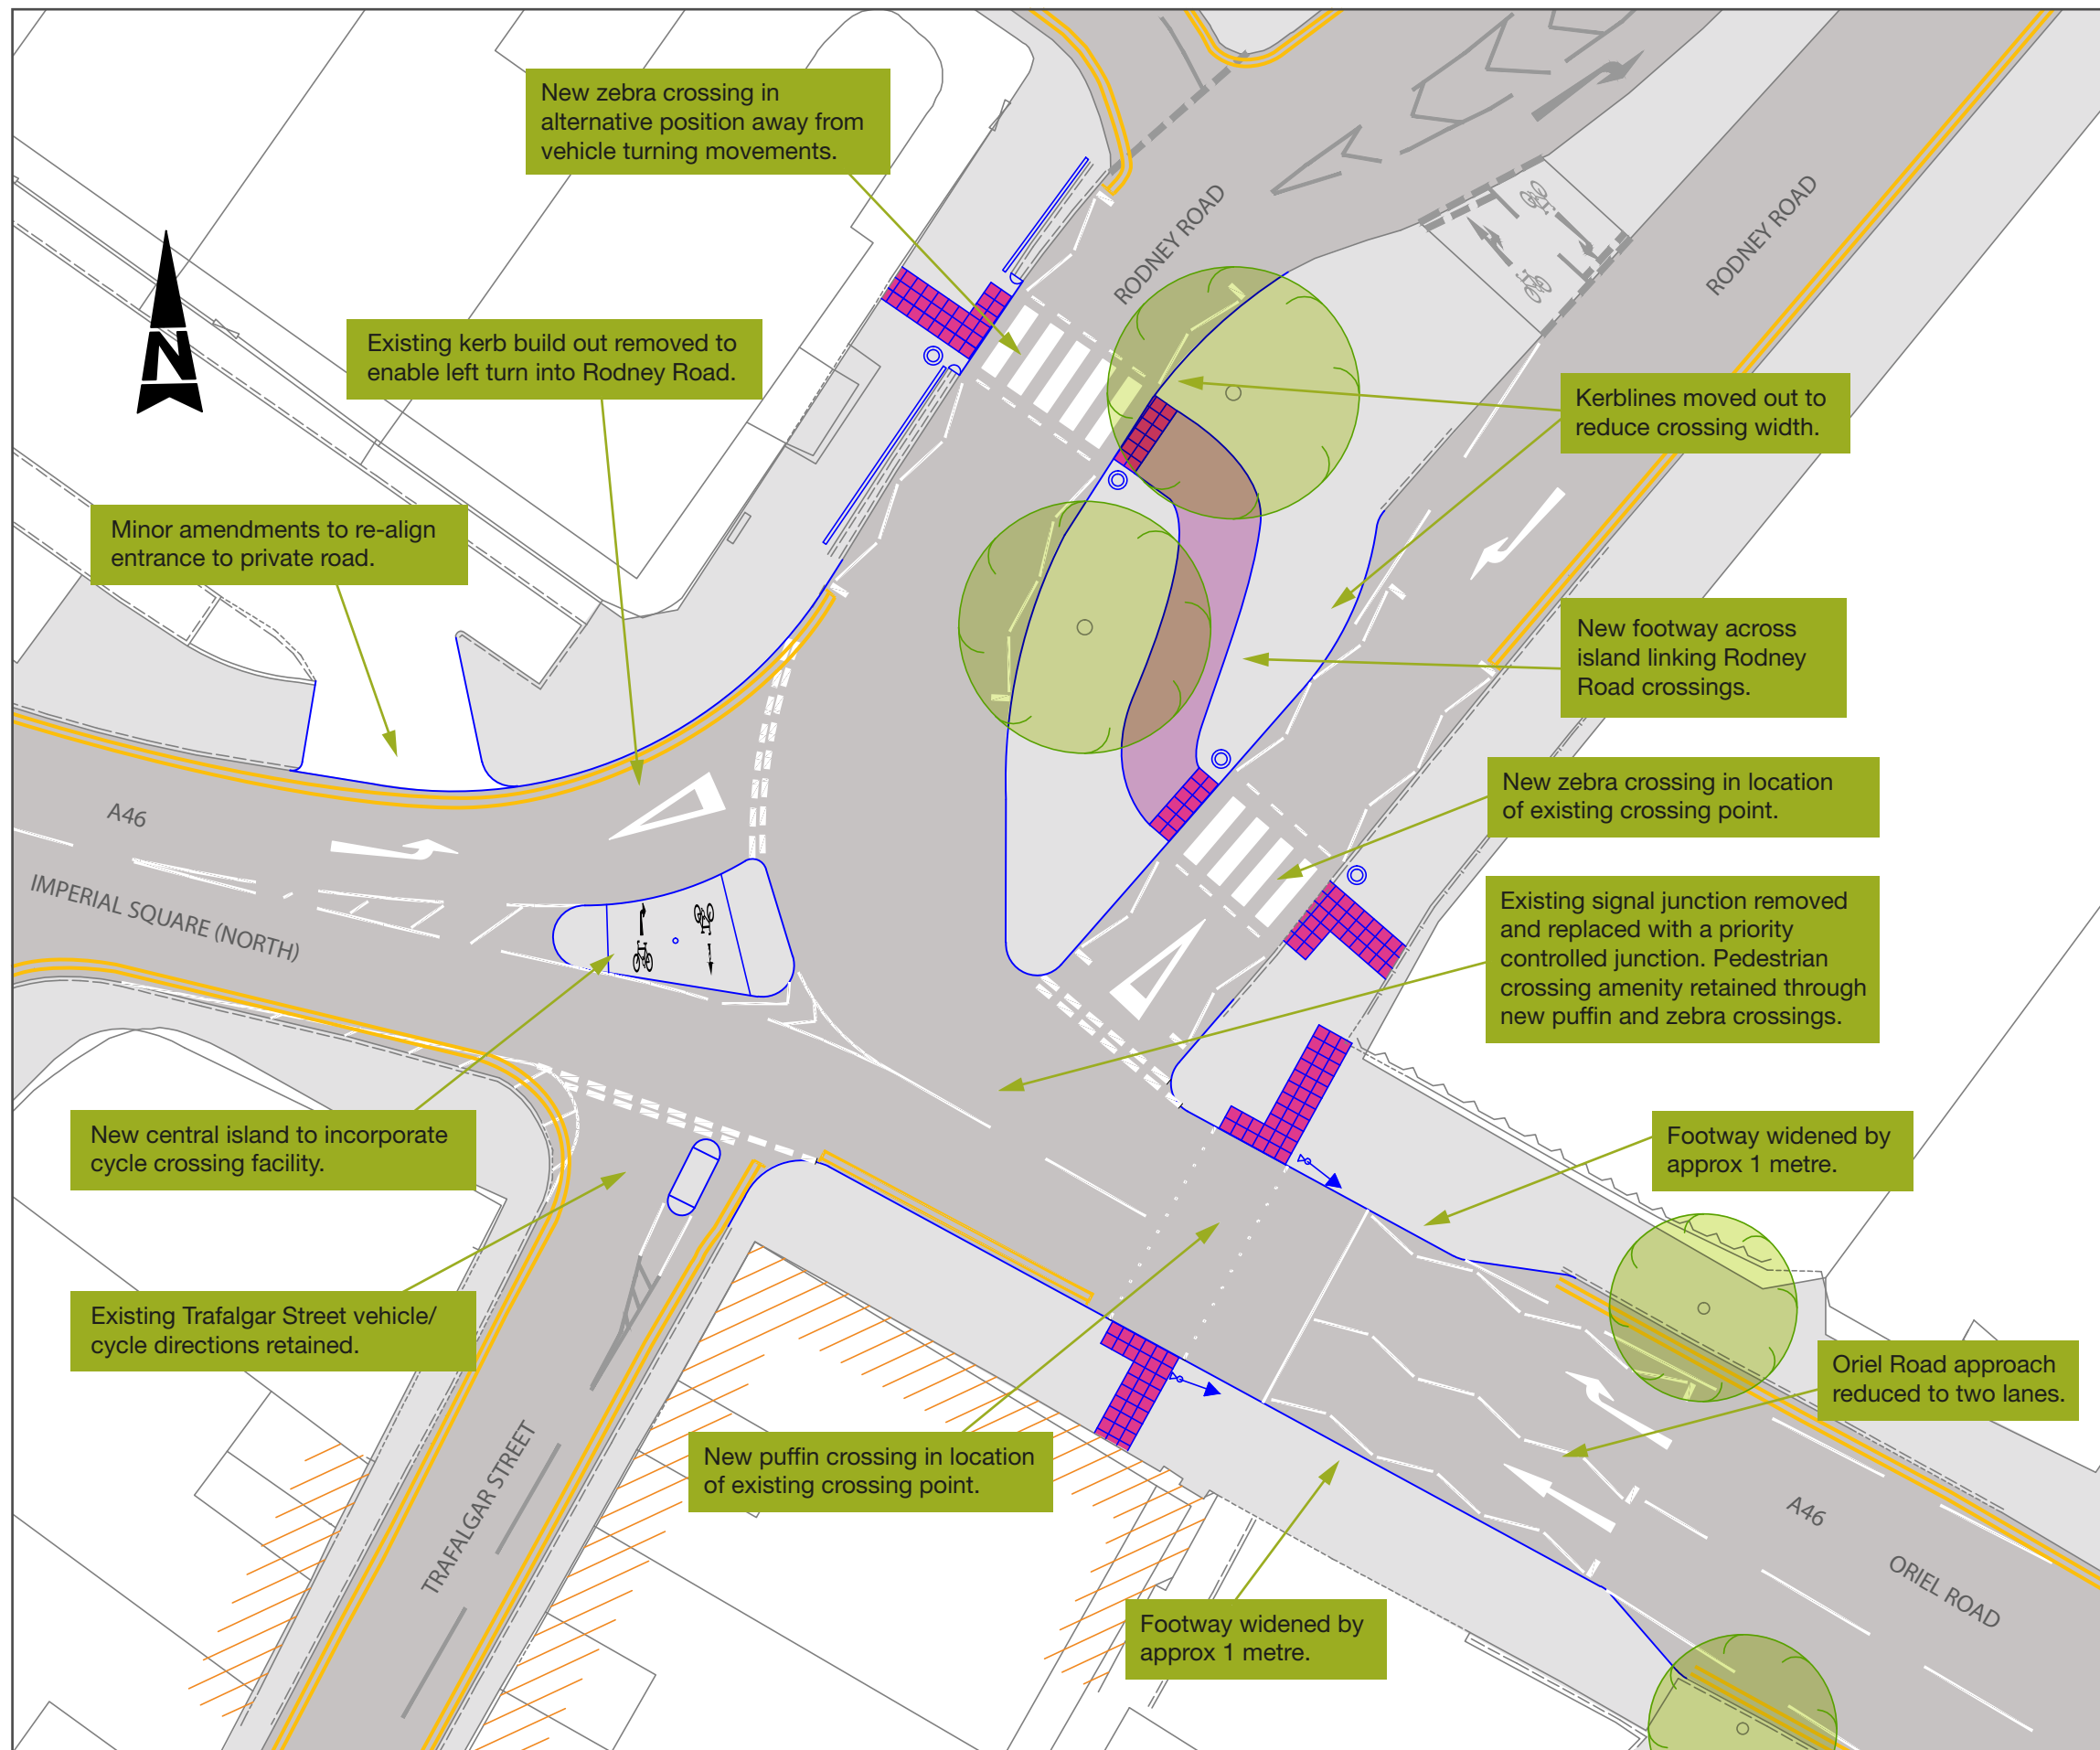 New zebra crossing in
alternative position away from
vehicle turning movements.
RODNEY ROAD
RODNEY ROAD
N
Existing kerb build out removed to
enable left turn into Rodney Road.
Kerblines moved out to
reduce crossing width.
Minor amendments to re-align
entrance to private road.
New footway across
island linking Rodney
Road crossings.
A46
IMPERIAL SQUARE (NORTH)
New zebra crossing in location
of existing crossing point.
Existing signal junction removed
and replaced with a priority
controlled junction. Pedestrian
crossing amenity retained through
new puffin and zebra crossings.
New central island to incorporate
cycle crossing facility.
Footway widened by
approx 1 metre.
Existing Trafalgar Street vehicle/
cycle directions retained.
Oriel Road approach
reduced to two lanes.
New puffin crossing in location
of existing crossing point.
TRAFALGAR STREET
A46
ORIEL ROAD
Footway widened by
approx 1 metre.